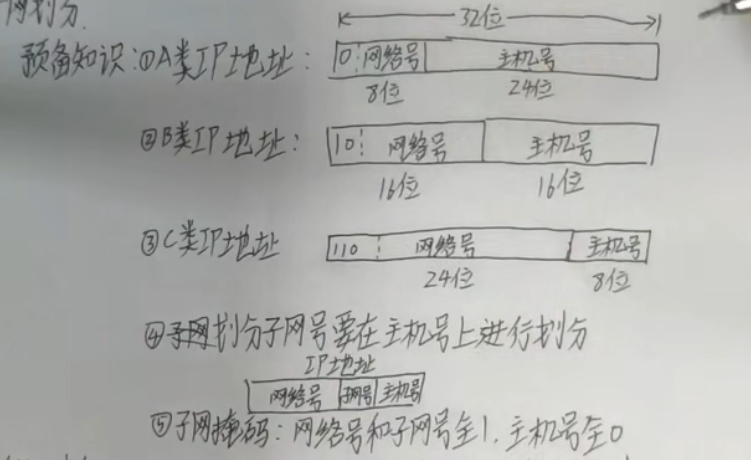 网划分.
32位
预备知识:①A类IP地址: 0 网络号 主机号
8位 24位
②B类IP地址: 10 网络号 主机号
16位 16位
③C类IP地址 110 网络号 主机号
24位 8位
④子网划分子网号要在主机号上进行划分
IP地址
网络号 子网号 主机号
⑤子网掩码:网络号和子网号全1.主机号全0